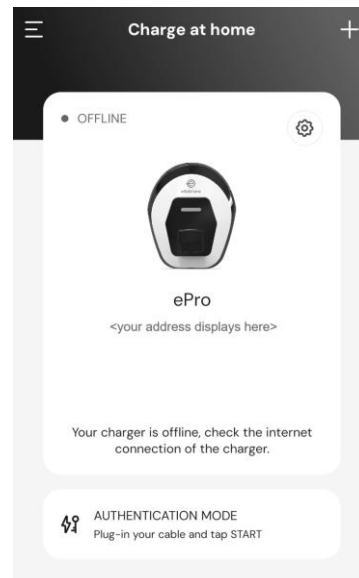 Charge at home
OFFLINE
ePro
<your address displays here>
Your charger is offline, check the internet
connection of the charger.
AUTHENTICATION MODE
Plug-in your cable and tap START